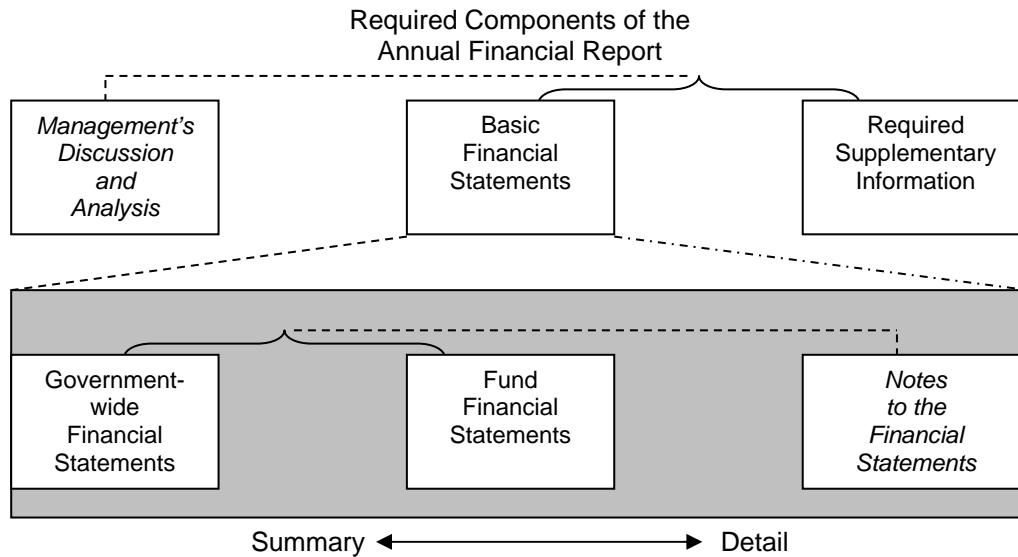 Required Components of the
Annual Financial Report
Management's
Discussion
and
Analysis
Basic
Financial
Statements
Required
Supplementary
Information
Government-
wide
Financial
Statements
Fund
Financial
Statements
Notes
to the
Financial
Statements
Summary
Detail